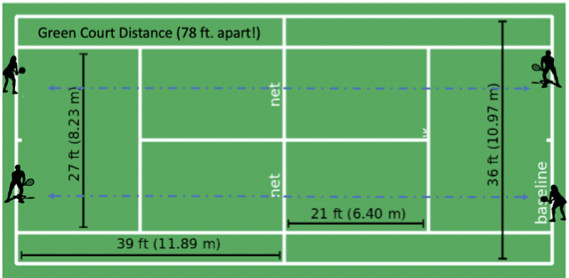 Green Court Distance (78 ft. apart!)
27 ft (8.23 m)
net
net
36 ft (10.97 m)
baseline
21 ft (6.40 m)
39 ft (11.89 m)